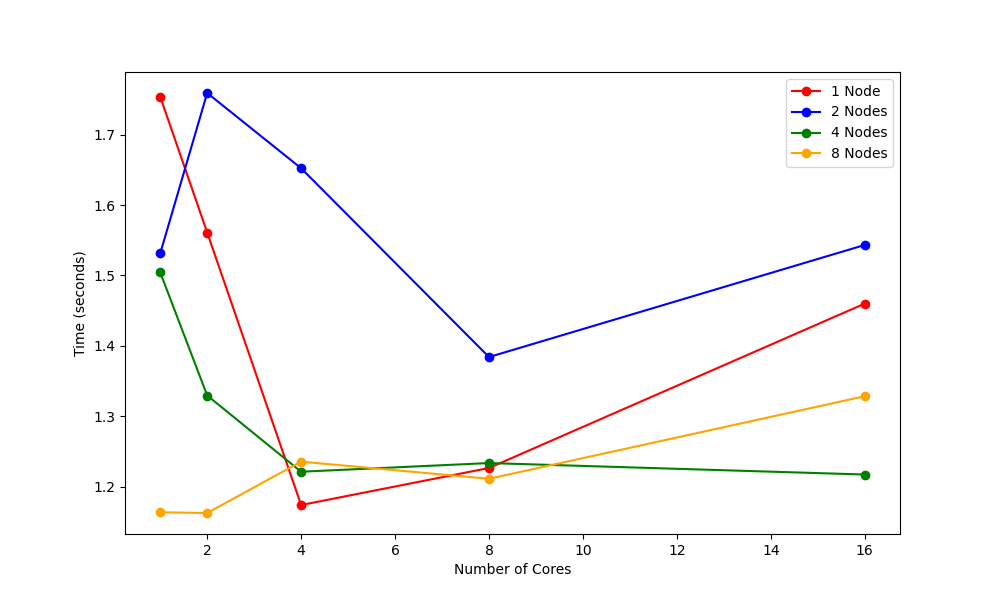 1 Node
2 Nodes
4 Nodes
8 Nodes
1.7
1.6
1.5
1.4
1.3
1.2
Time (seconds)
2 4 6 8 10 12 14 16
Number of Cores